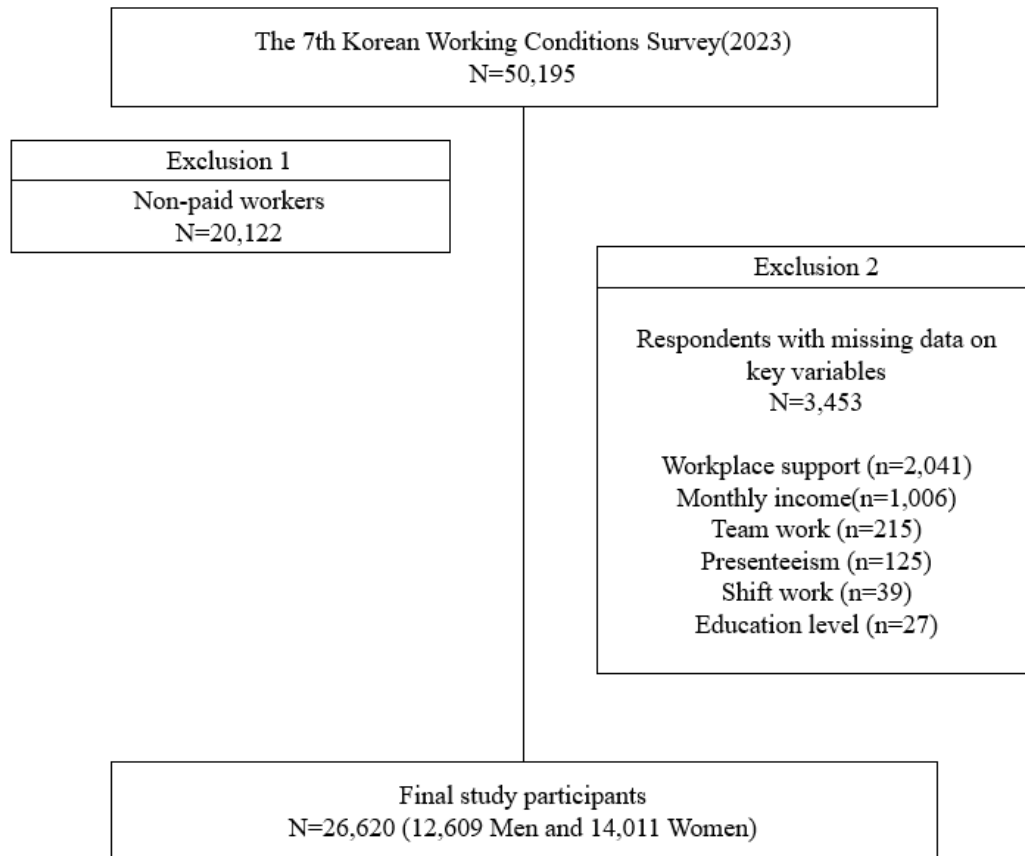 The 7th Korean Working Conditions Survey(2023)
N=50,195
Exclusion 1
Non-paid workers
N=20,122
Exclusion 2
Respondents with missing data on
key variables
N=3,453
Workplace support (n=2,041)
Monthly income(n=1,006)
Team work (n=215)
Presenteeism (n=125)
Shift work (n=39)
Education level (n=27)
Final study participants
N=26,620 (12,609 Men and 14,011 Women)